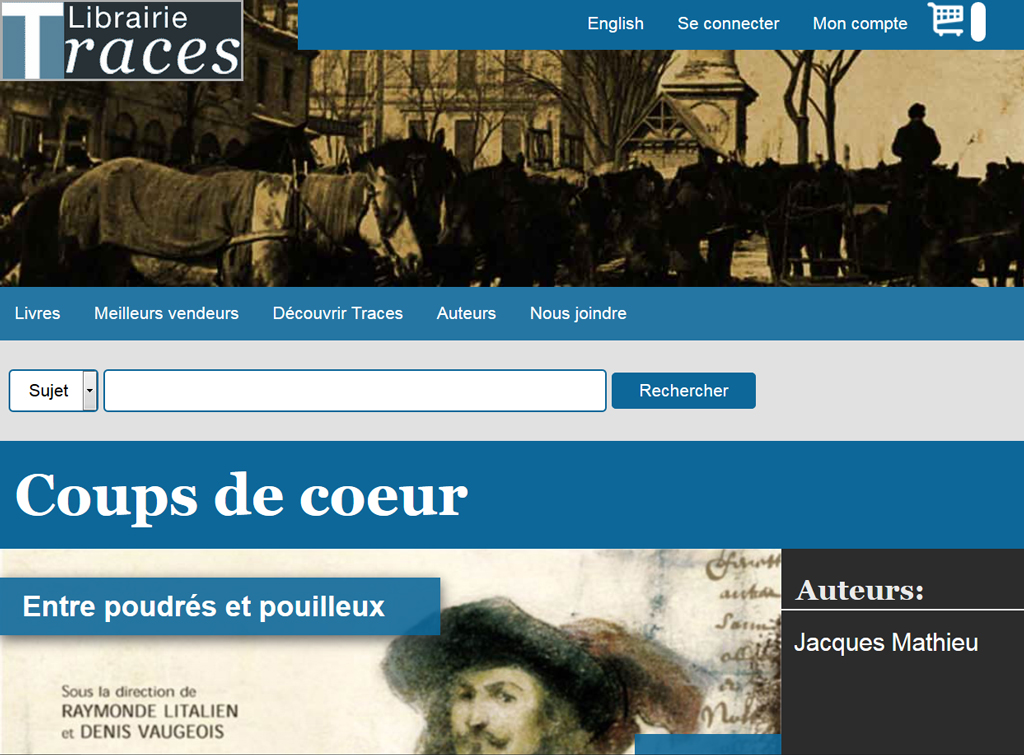 Librairie
Traces
English
Se connecter
Mon compte
Livres
Meilleurs vendeurs
Découvrir Traces
Auteurs
Nous joindre
Sujet
Rechercher
Coups de coeur
Entre poudrés et pouilleux
Sous la direction de
RAYMONDE LITALIEN
et DENIS VAUGEOIS
Auteurs:
Jacques Mathieu